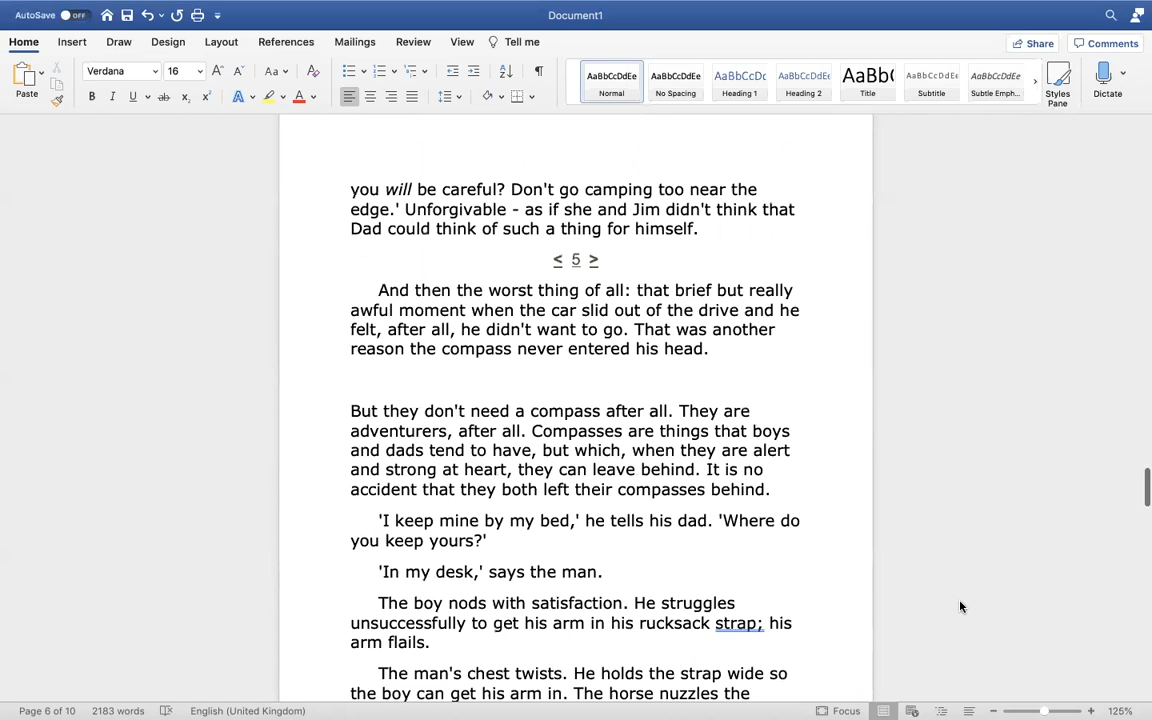 AutoSave OFF Document1
Home Insert Draw Design Layout References Mailings Review View Tell me Share Comments
Paste Verdana 16 A A Aa A AaBbCcDdEe AaBbCcDdEe AaBbCcDc AaBbCcDdEe AaBbC AaBbCcDdEe AaBbCcDdEe
B I U ab x₂ x² A A Normal No Spacing Heading 1 Heading 2 Title Subtitle Subtle Emph... Styles Pane Dictate
you will be careful? Don't go camping too near the
edge.' Unforgivable - as if she and Jim didn't think that
Dad could think of such a thing for himself.
< 5 >
And then the worst thing of all: that brief but really
awful moment when the car slid out of the drive and he
felt, after all, he didn't want to go. That was another
reason the compass never entered his head.
But they don't need a compass after all. They are
adventurers, after all. Compasses are things that boys
and dads tend to have, but which, when they are alert
and strong at heart, they can leave behind. It is no
accident that they both left their compasses behind.
'I keep mine by my bed,' he tells his dad. 'Where do
you keep yours?'
'In my desk,' says the man.
The boy nods with satisfaction. He struggles
unsuccessfully to get his arm in his rucksack strap; his
arm flails.
The man's chest twists. He holds the strap wide so
the boy can get his arm in. The horse nuzzles the
Page 6 of 10 2183 words English (United Kingdom) Focus 125%